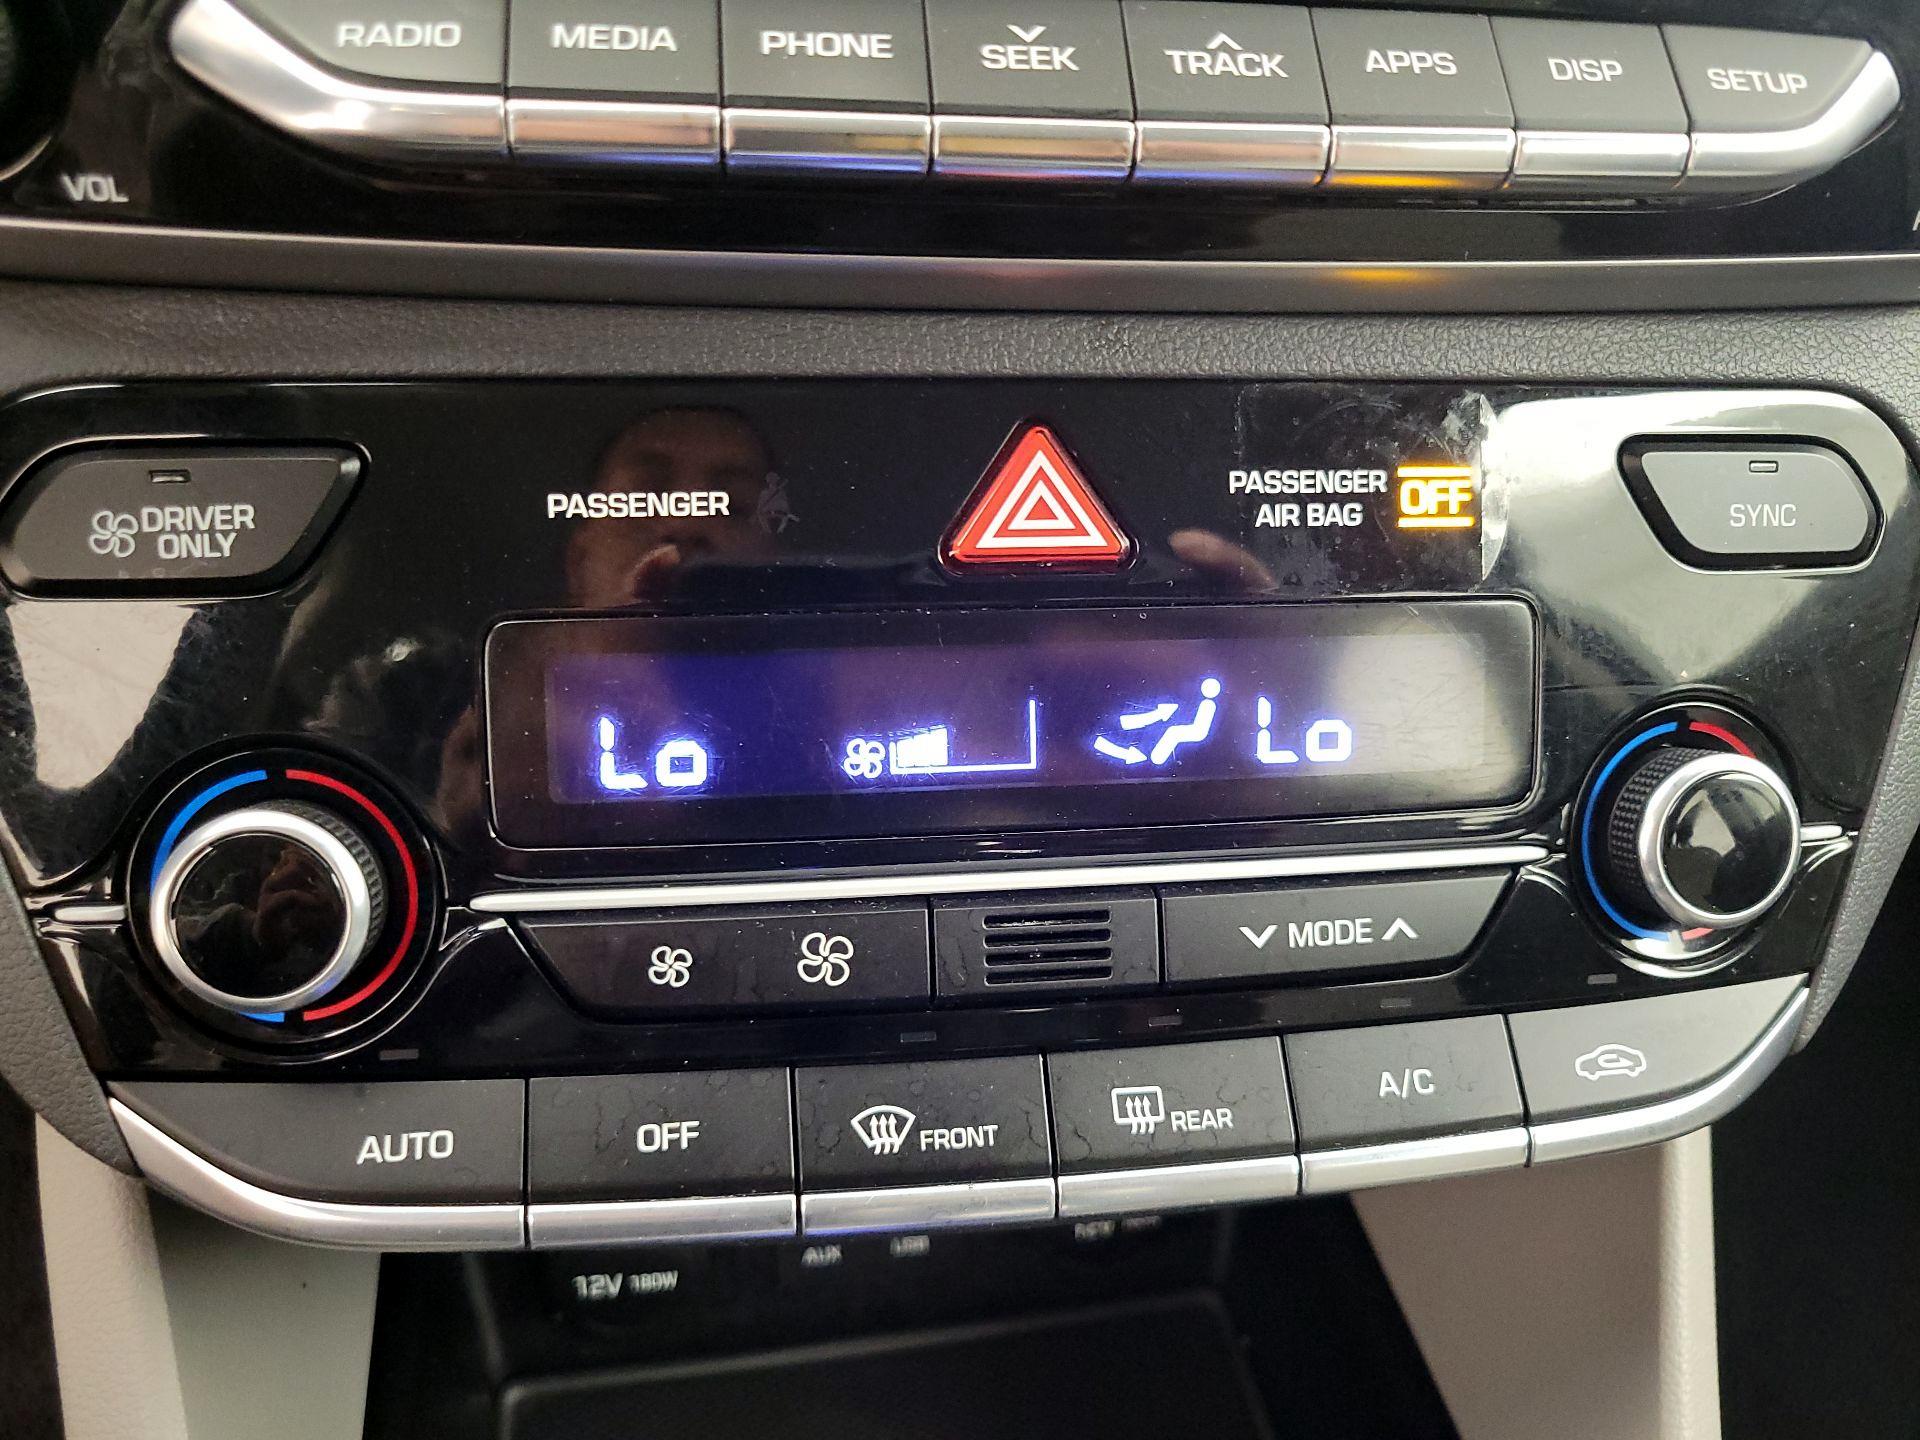 RADIO
MEDIA
PHONE
SEEK
TRACK
APPS
DISP
SETUP
VOL
DRIVER
ONLY
PASSENGER
PASSENGER
AIR BAG
OFF
SYNC
Lo
Lo
MODE
AUTO
OFF
FRONT
REAR
A/C
AUX
USB
12V 180W